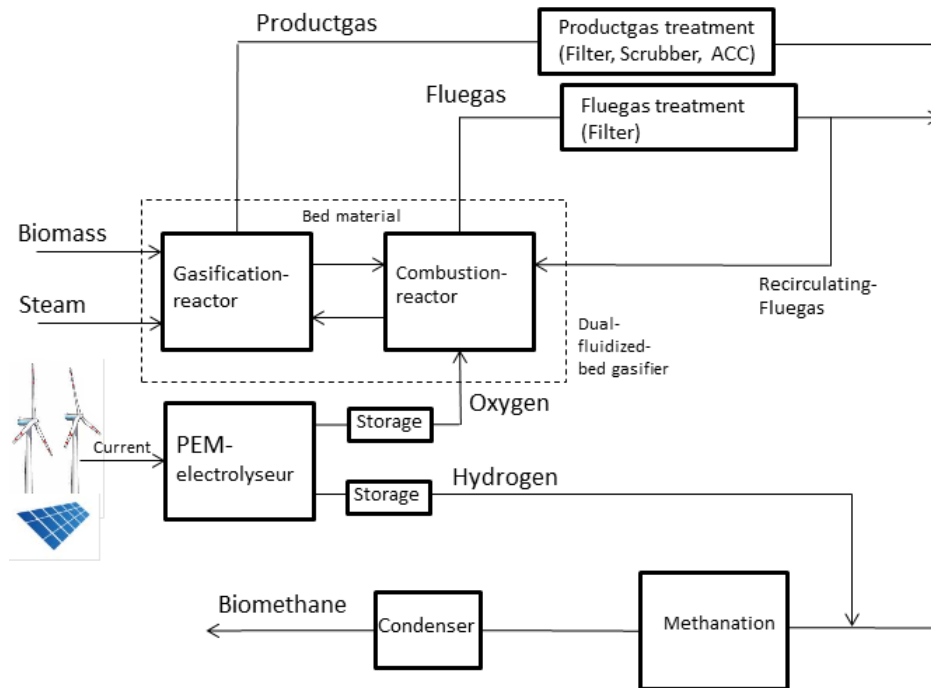 Productgas
Productgas treatment
(Filter, Scrubber, ACC)
Fluegas
Fluegas treatment
(Filter)
Bed material
Biomass
Gasification-
reactor
Combustion-
reactor
Recirculating-
Fluegas
Steam
Dual-
fluidized-
bed gasifier
Oxygen
Storage
Current
PEM-
electrolyseur
Hydrogen
Storage
Biomethane
Condenser
Methanation